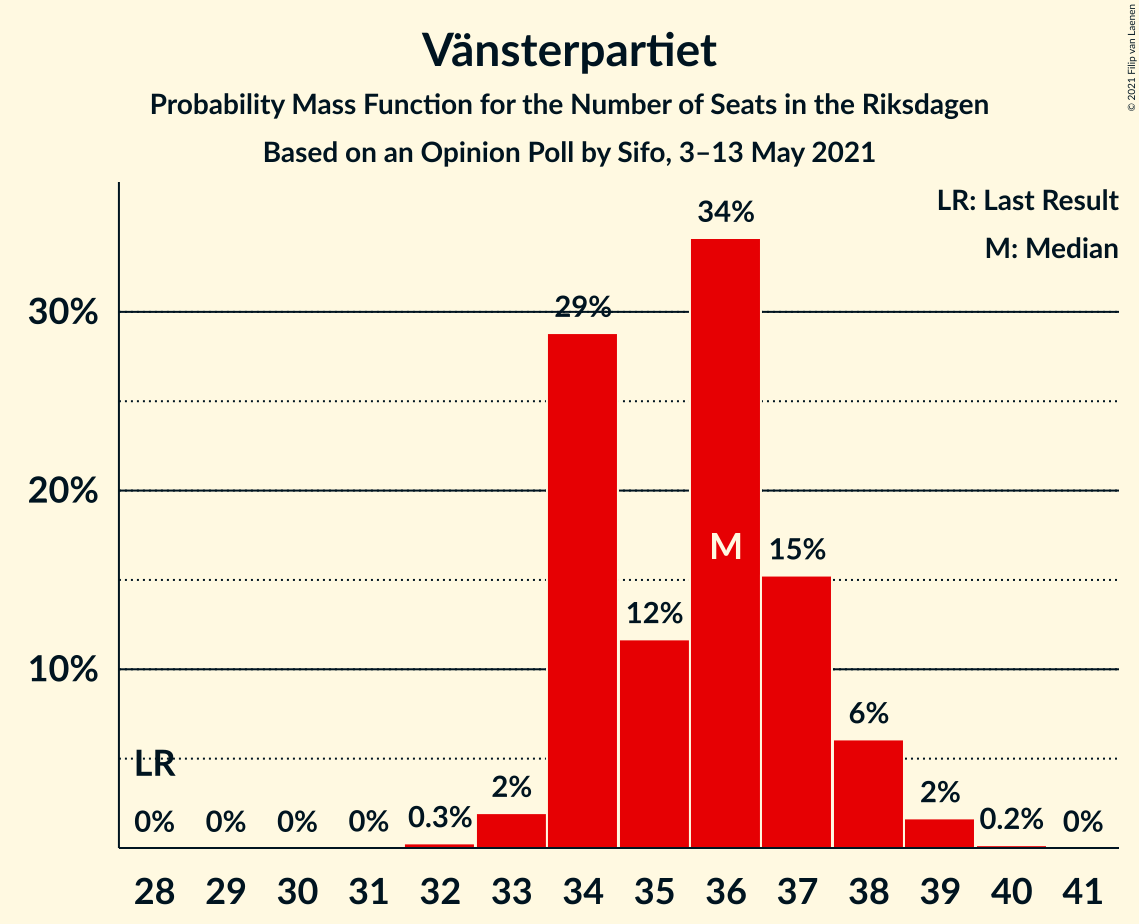 Vänsterpartiet
Probability Mass Function for the Number of Seats in the Riksdagen
Based on an Opinion Poll by Sifo, 3–13 May 2021
© 2021 Filip van Laenen
LR: Last Result
M: Median
34%
30%
29%
20%
M
15%
12%
10%
6%
LR
2%
2%
0%
0%
0%
0%
0.3%
0.2%
0%
28 29 30 31 32 33 34 35 36 37 38 39 40 41